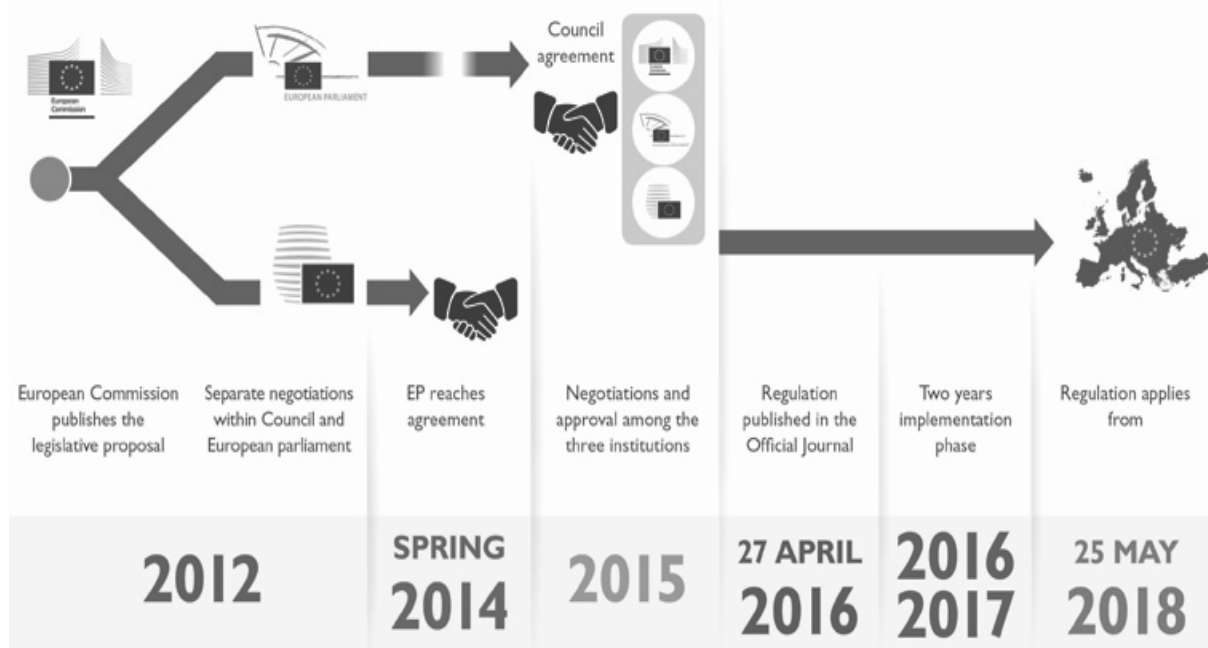 European
Commission
EUROPEAN PARLIAMENT
Council
agreement
European Commission
publishes the
legislative proposal
Separate negotiations
within Council and
European parliament
EP reaches
agreement
Negotiations and
approval among the
three institutions
Regulation
published in the
Official Journal
Two years
implementation
phase
Regulation applies
from
2012
SPRING
2014
2015
27 APRIL
2016
2016
2017
25 MAY
2018